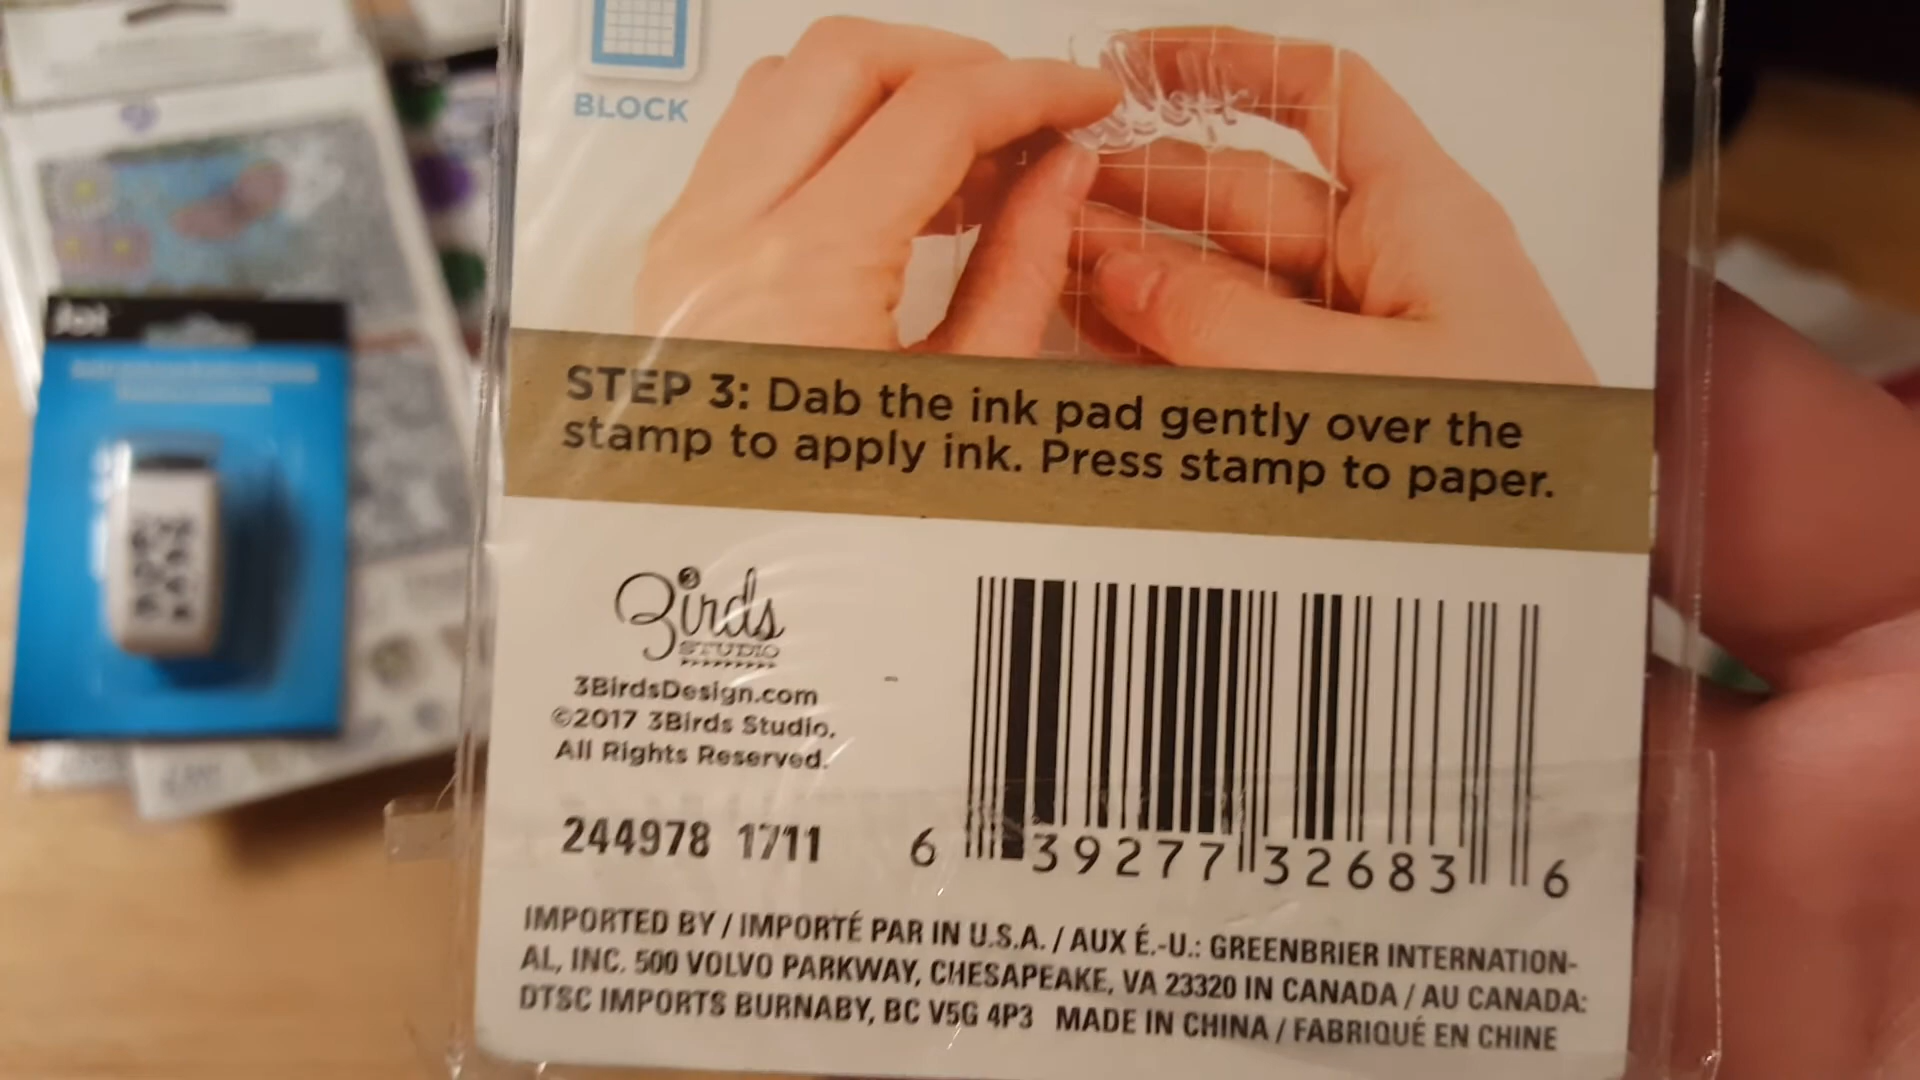 BLOCK
STEP 3: Dab the ink pad gently over the
stamp to apply ink. Press stamp to paper.
3irds
STUDIO
3BirdsDesign.com
©2017 3Birds Studio.
All Rights Reserved.
244978 1711
6 39277 32683 6
IMPORTED BY / IMPORTÉ PAR IN U.S.A. / AUX É.-U.: GREENBRIER INTERNATION-
AL, INC. 500 VOLVO PARKWAY, CHESAPEAKE, VA 23320 IN CANADA / AU CANADA:
DTSC IMPORTS BURNABY, BC V5G 4P3 MADE IN CHINA / FABRIQUÉ EN CHINE
Jot